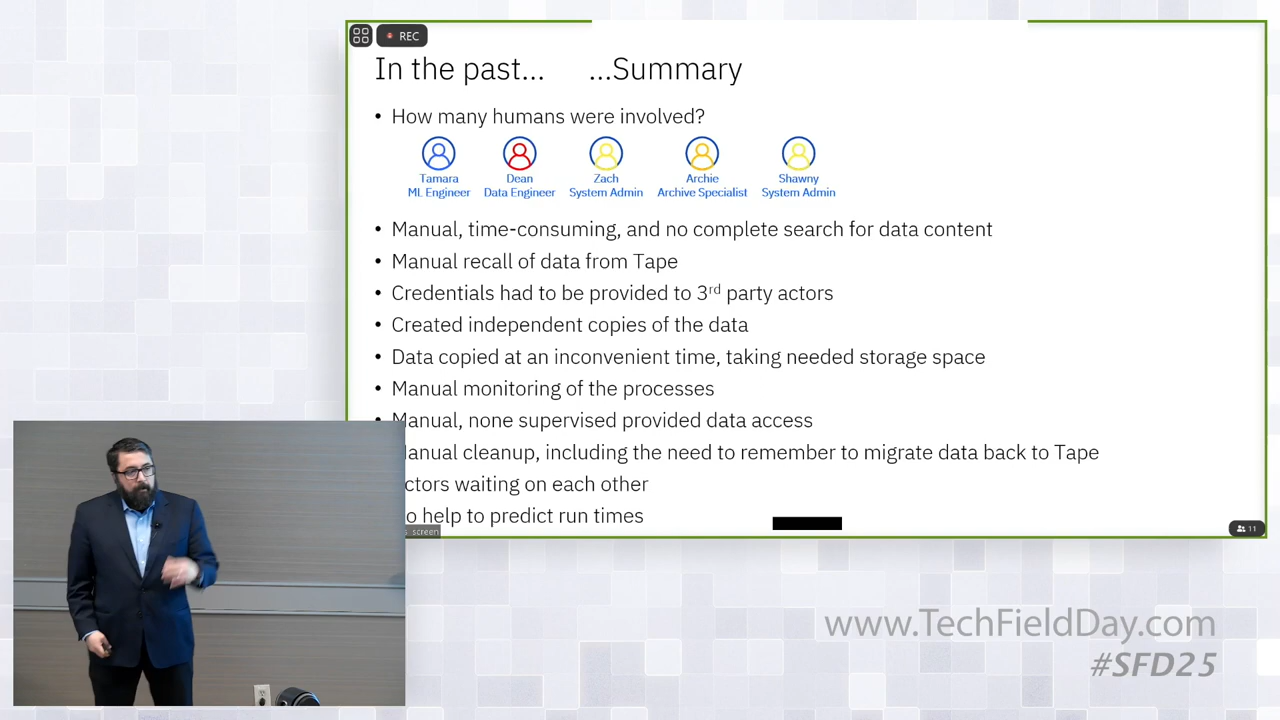 REC
In the past... ...Summary
• How many humans were involved?
Tamara Dean Zach Archie Shawny
ML Engineer Data Engineer System Admin Archive Specialist System Admin
• Manual, time-consuming, and no complete search for data content
• Manual recall of data from Tape
• Credentials had to be provided to 3rd party actors
• Created independent copies of the data
• Data copied at an inconvenient time, taking needed storage space
• Manual monitoring of the processes
• Manual, none supervised provided data access
anual cleanup, including the need to remember to migrate data back to Tape
ctors waiting on each other
o help to predict run times
screen
11
www.TechFieldDay.com
#SFD25